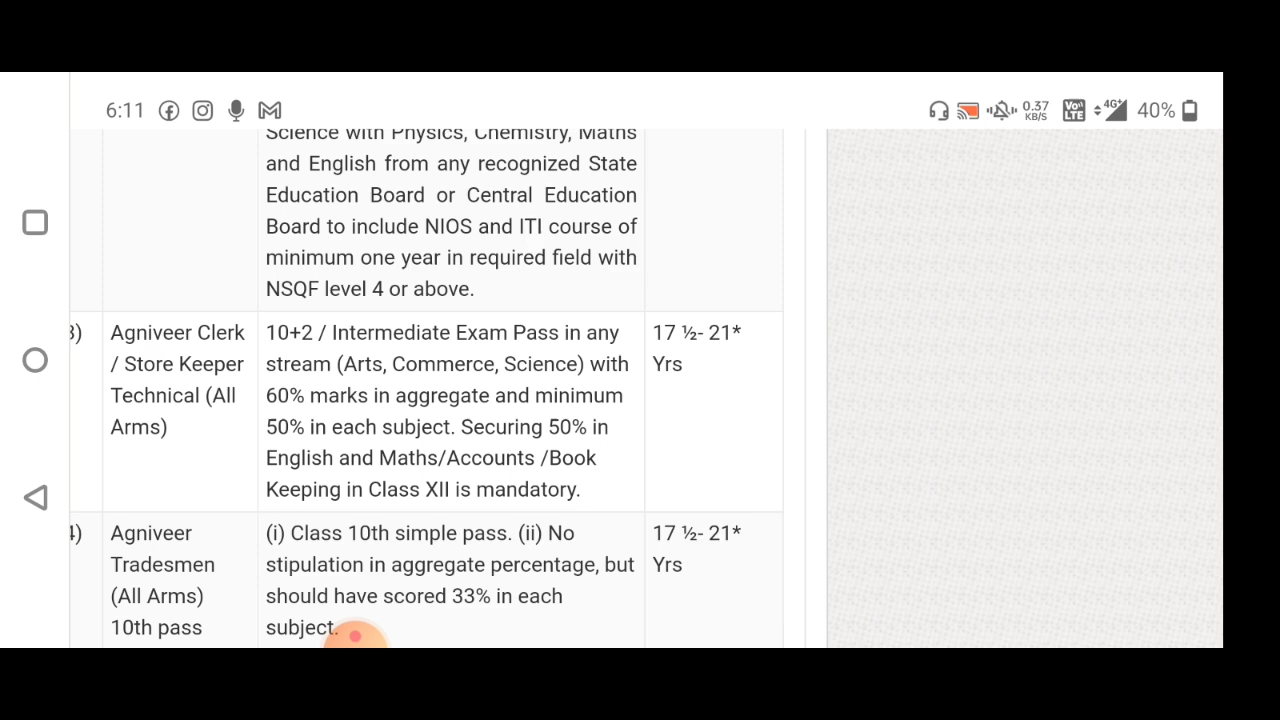 6:11
0.37
KB/S
Vo))
LTE
4G+
40%
Science with Physics, Chemistry, Maths
and English from any recognized State
Education Board or Central Education
Board to include NIOS and ITI course of
minimum one year in required field with
NSQF level 4 or above.
3)
Agniveer Clerk
/ Store Keeper
Technical (All
Arms)
10+2 / Intermediate Exam Pass in any
stream (Arts, Commerce, Science) with
60% marks in aggregate and minimum
50% in each subject. Securing 50% in
English and Maths/Accounts /Book
Keeping in Class XII is mandatory.
17 ½- 21*
Yrs
4)
Agniveer
Tradesmen
(All Arms)
10th pass
(i) Class 10th simple pass. (ii) No
stipulation in aggregate percentage, but
should have scored 33% in each
subject.
17 ½- 21*
Yrs